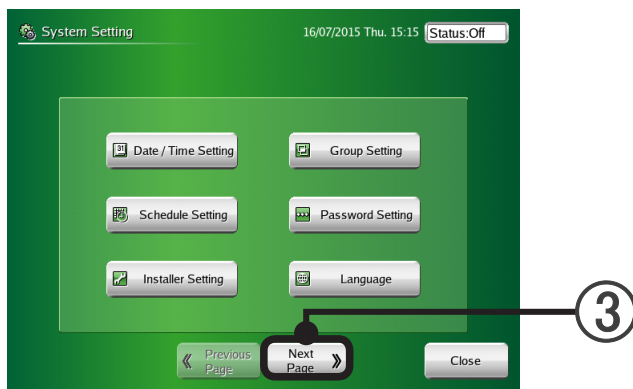 System Setting
16/07/2015 Thu. 15:15
Status:Off
31
Date / Time Setting
Group Setting
Schedule Setting
Password Setting
Installer Setting
Language
Previous
Page
Next
Page
Close
3